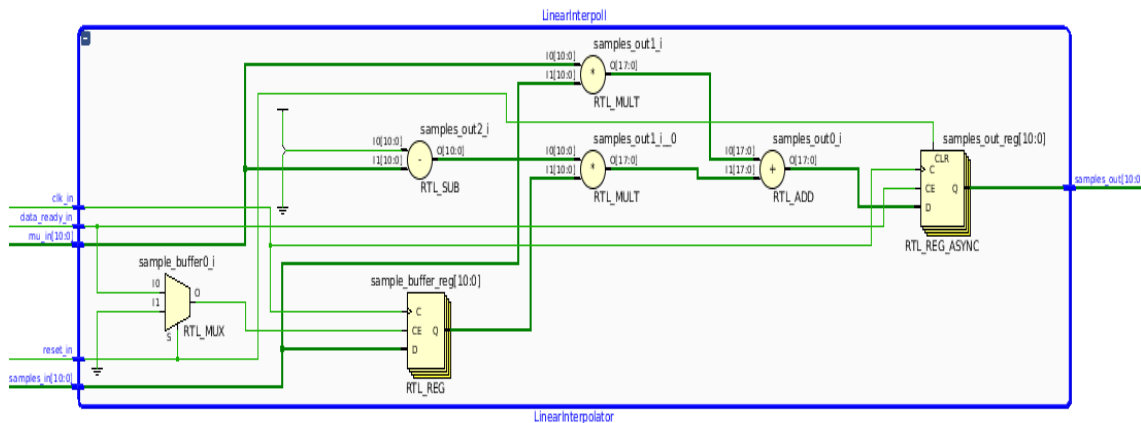 LinearInterpoll
samples_out1_i
I0[10:0]
I1[10:0]
*
O[17:0]
RTL_MULT
samples_out2_i
I0[10:0]
I1[10:0]
-
O[10:0]
RTL_SUB
samples_out1_i__0
I0[10:0]
I1[10:0]
*
O[17:0]
RTL_MULT
samples_out0_i
I0[17:0]
I1[17:0]
+
O[17:0]
RTL_ADD
samples_out_reg[10:0]
CLR
C
CE
D
Q
RTL_REG_ASYNC
samples_out[10:0
clk_in
data_ready_in
mu_in[10:0]
sample_buffer0_i
I0
I1
O
S
RTL_MUX
sample_buffer_reg[10:0]
C
CE
D
Q
RTL_REG
reset_in
samples_in[10:0]
LinearInterpolator